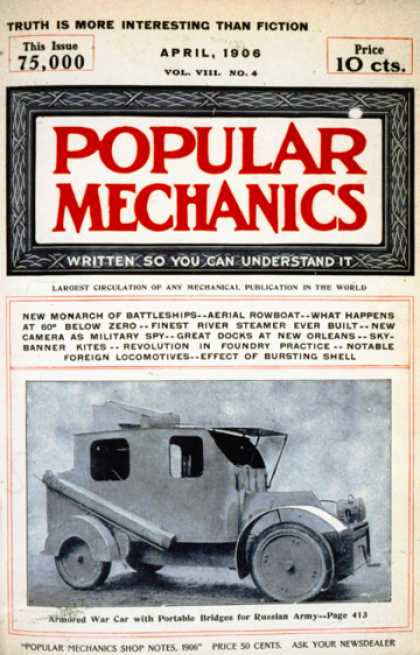 TRUTH IS MORE INTERESTING THAN FICTION
This Issue
75,000
APRIL, 1906
VOL. VIII. NO. 4
Price
10 cts.
POPULAR
MECHANICS
WRITTEN SO YOU CAN UNDERSTAND IT
LARGEST CIRCULATION OF ANY MECHANICAL PUBLICATION IN THE WORLD
NEW MONARCH OF BATTLESHIPS--AERIAL ROWBOAT--WHAT HAPPENS
AT 60° BELOW ZERO--FINEST RIVER STEAMER EVER BUILT--NEW
CAMERA AS MILITARY SPY--GREAT DOCKS AT NEW ORLEANS--SKY-
BANNER KITES--REVOLUTION IN FOUNDRY PRACTICE--NOTABLE
FOREIGN LOCOMOTIVES--EFFECT OF BURSTING SHELL
Armored War Car with Portable Bridges for Russian Army--Page 413
"POPULAR MECHANICS SHOP NOTES, 1906" PRICE 50 CENTS. ASK YOUR NEWSDEALER